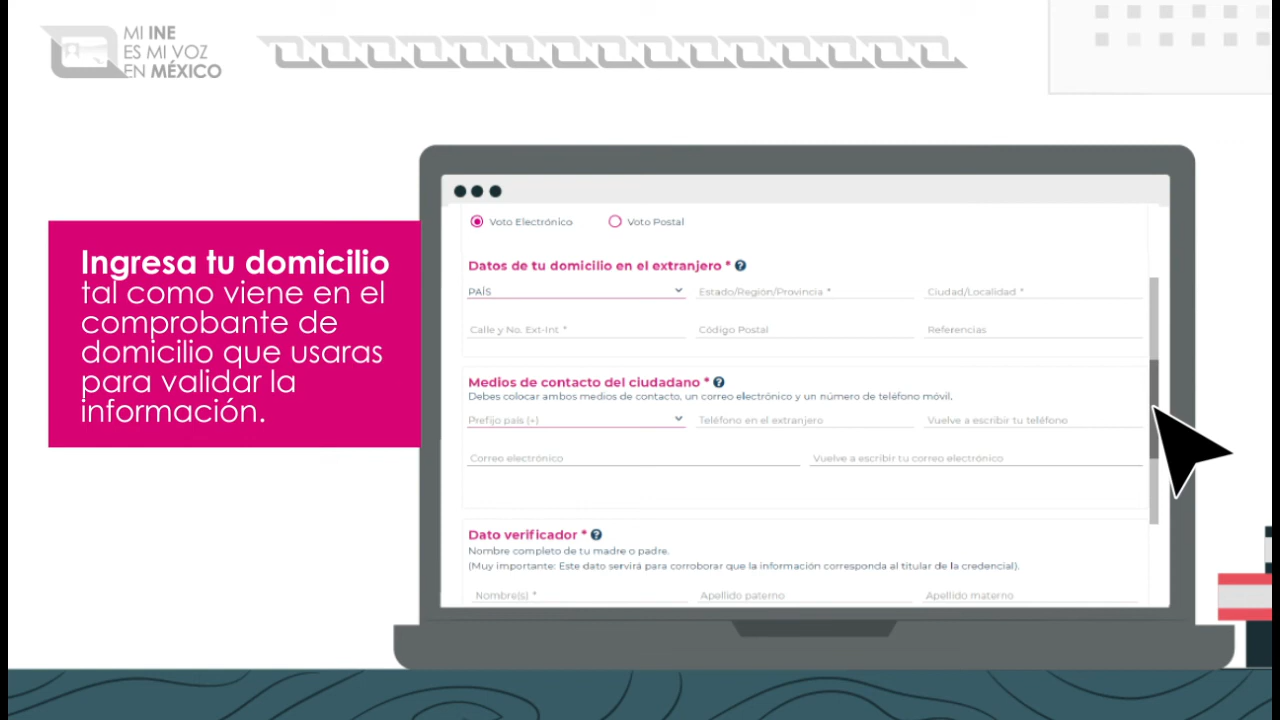 MI INE
ES MI VOZ
EN MÉXICO
Ingresa tu domicilio
tal como viene en el
comprobante de
domicilio que usaras
para validar la
información.
Voto Electrónico Voto Postal
Datos de tu domicilio en el extranjero * ?
PAÍS Estado/Región/Provincia * Ciudad/Localidad *
Calle y No. Ext-Int * Código Postal Referencias
Medios de contacto del ciudadano * ?
Debes colocar ambos medios de contacto, un correo electrónico y un número de teléfono móvil.
Prefijo país (+) Teléfono en el extranjero Vuelve a escribir tu teléfono
Correo electrónico Vuelve a escribir tu correo electrónico
Dato verificador * ?
Nombre completo de tu madre o padre.
(Muy importante: Este dato servirá para corroborar que la información corresponda al titular de la credencial).
Nombre(s) * Apellido paterno Apellido materno